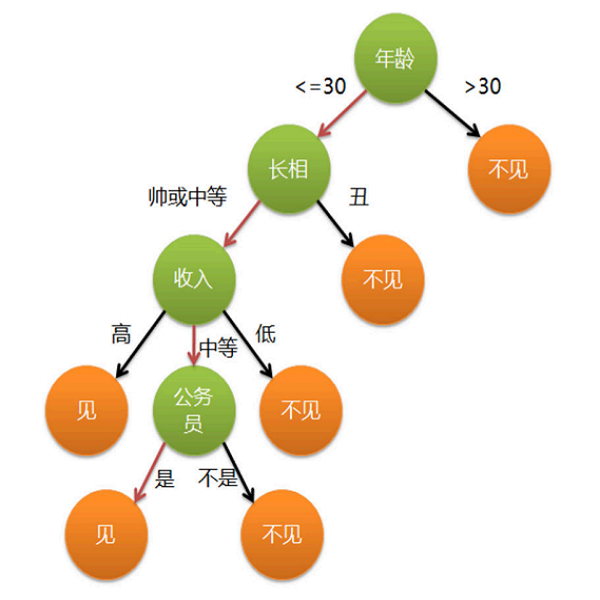 年龄
<=30
>30
长相
不见
帅或中等
丑
收入
不见
高
中等
低
见
公务
员
不见
是
不是
见
不见